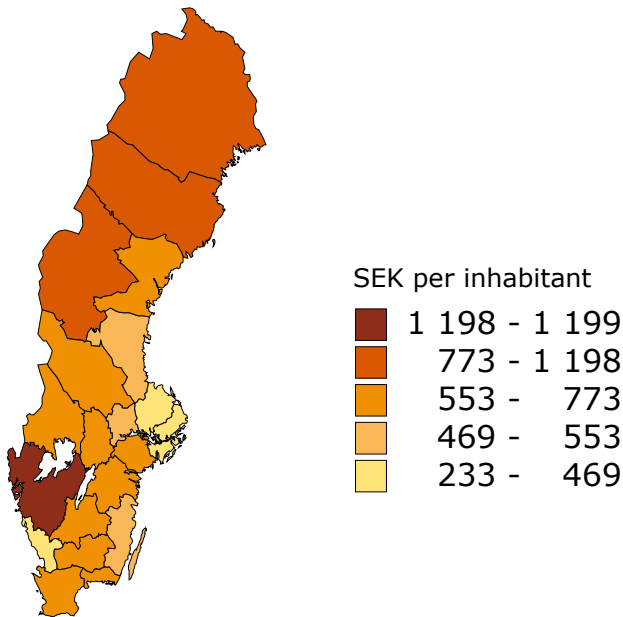 SEK per inhabitant
1 198 - 1 199
773 - 1 198
553 - 773
469 - 553
233 - 469